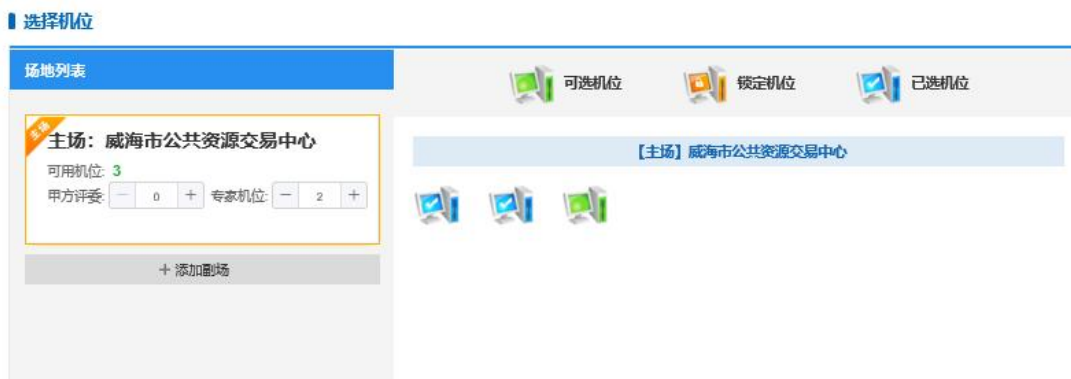 选择机位
场地列表
可选机位 锁定机位 已选机位
主场
主场：威海市公共资源交易中心
可用机位: 3
甲方评委: － 0 ＋ 专家机位: － 2 ＋
＋添加副场
【主场】威海市公共资源交易中心